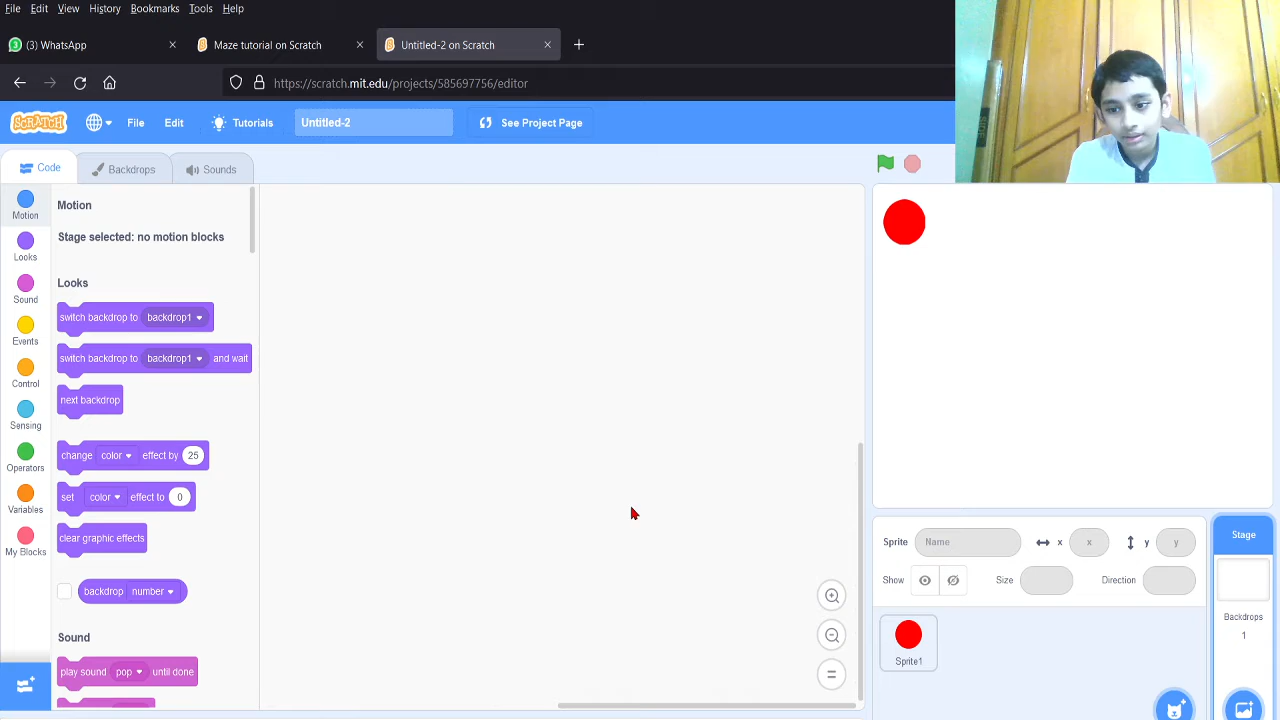 File Edit View History Bookmarks Tools Help
(3) WhatsApp
Maze tutorial on Scratch
Untitled-2 on Scratch
https://scratch.mit.edu/projects/585697756/editor
SCRATCH
File
Edit
Tutorials
Untitled-2
See Project Page
Code
Backdrops
Sounds
Motion
Looks
Sound
Events
Control
Sensing
Operators
Variables
My Blocks
Motion
Stage selected: no motion blocks
Looks
switch backdrop to backdrop1
switch backdrop to backdrop1 and wait
next backdrop
change color effect by 25
set color effect to 0
clear graphic effects
backdrop number
Sound
play sound pop until done
Sprite Name x x y y
Show Size Direction
Sprite1
Stage
Backdrops
1